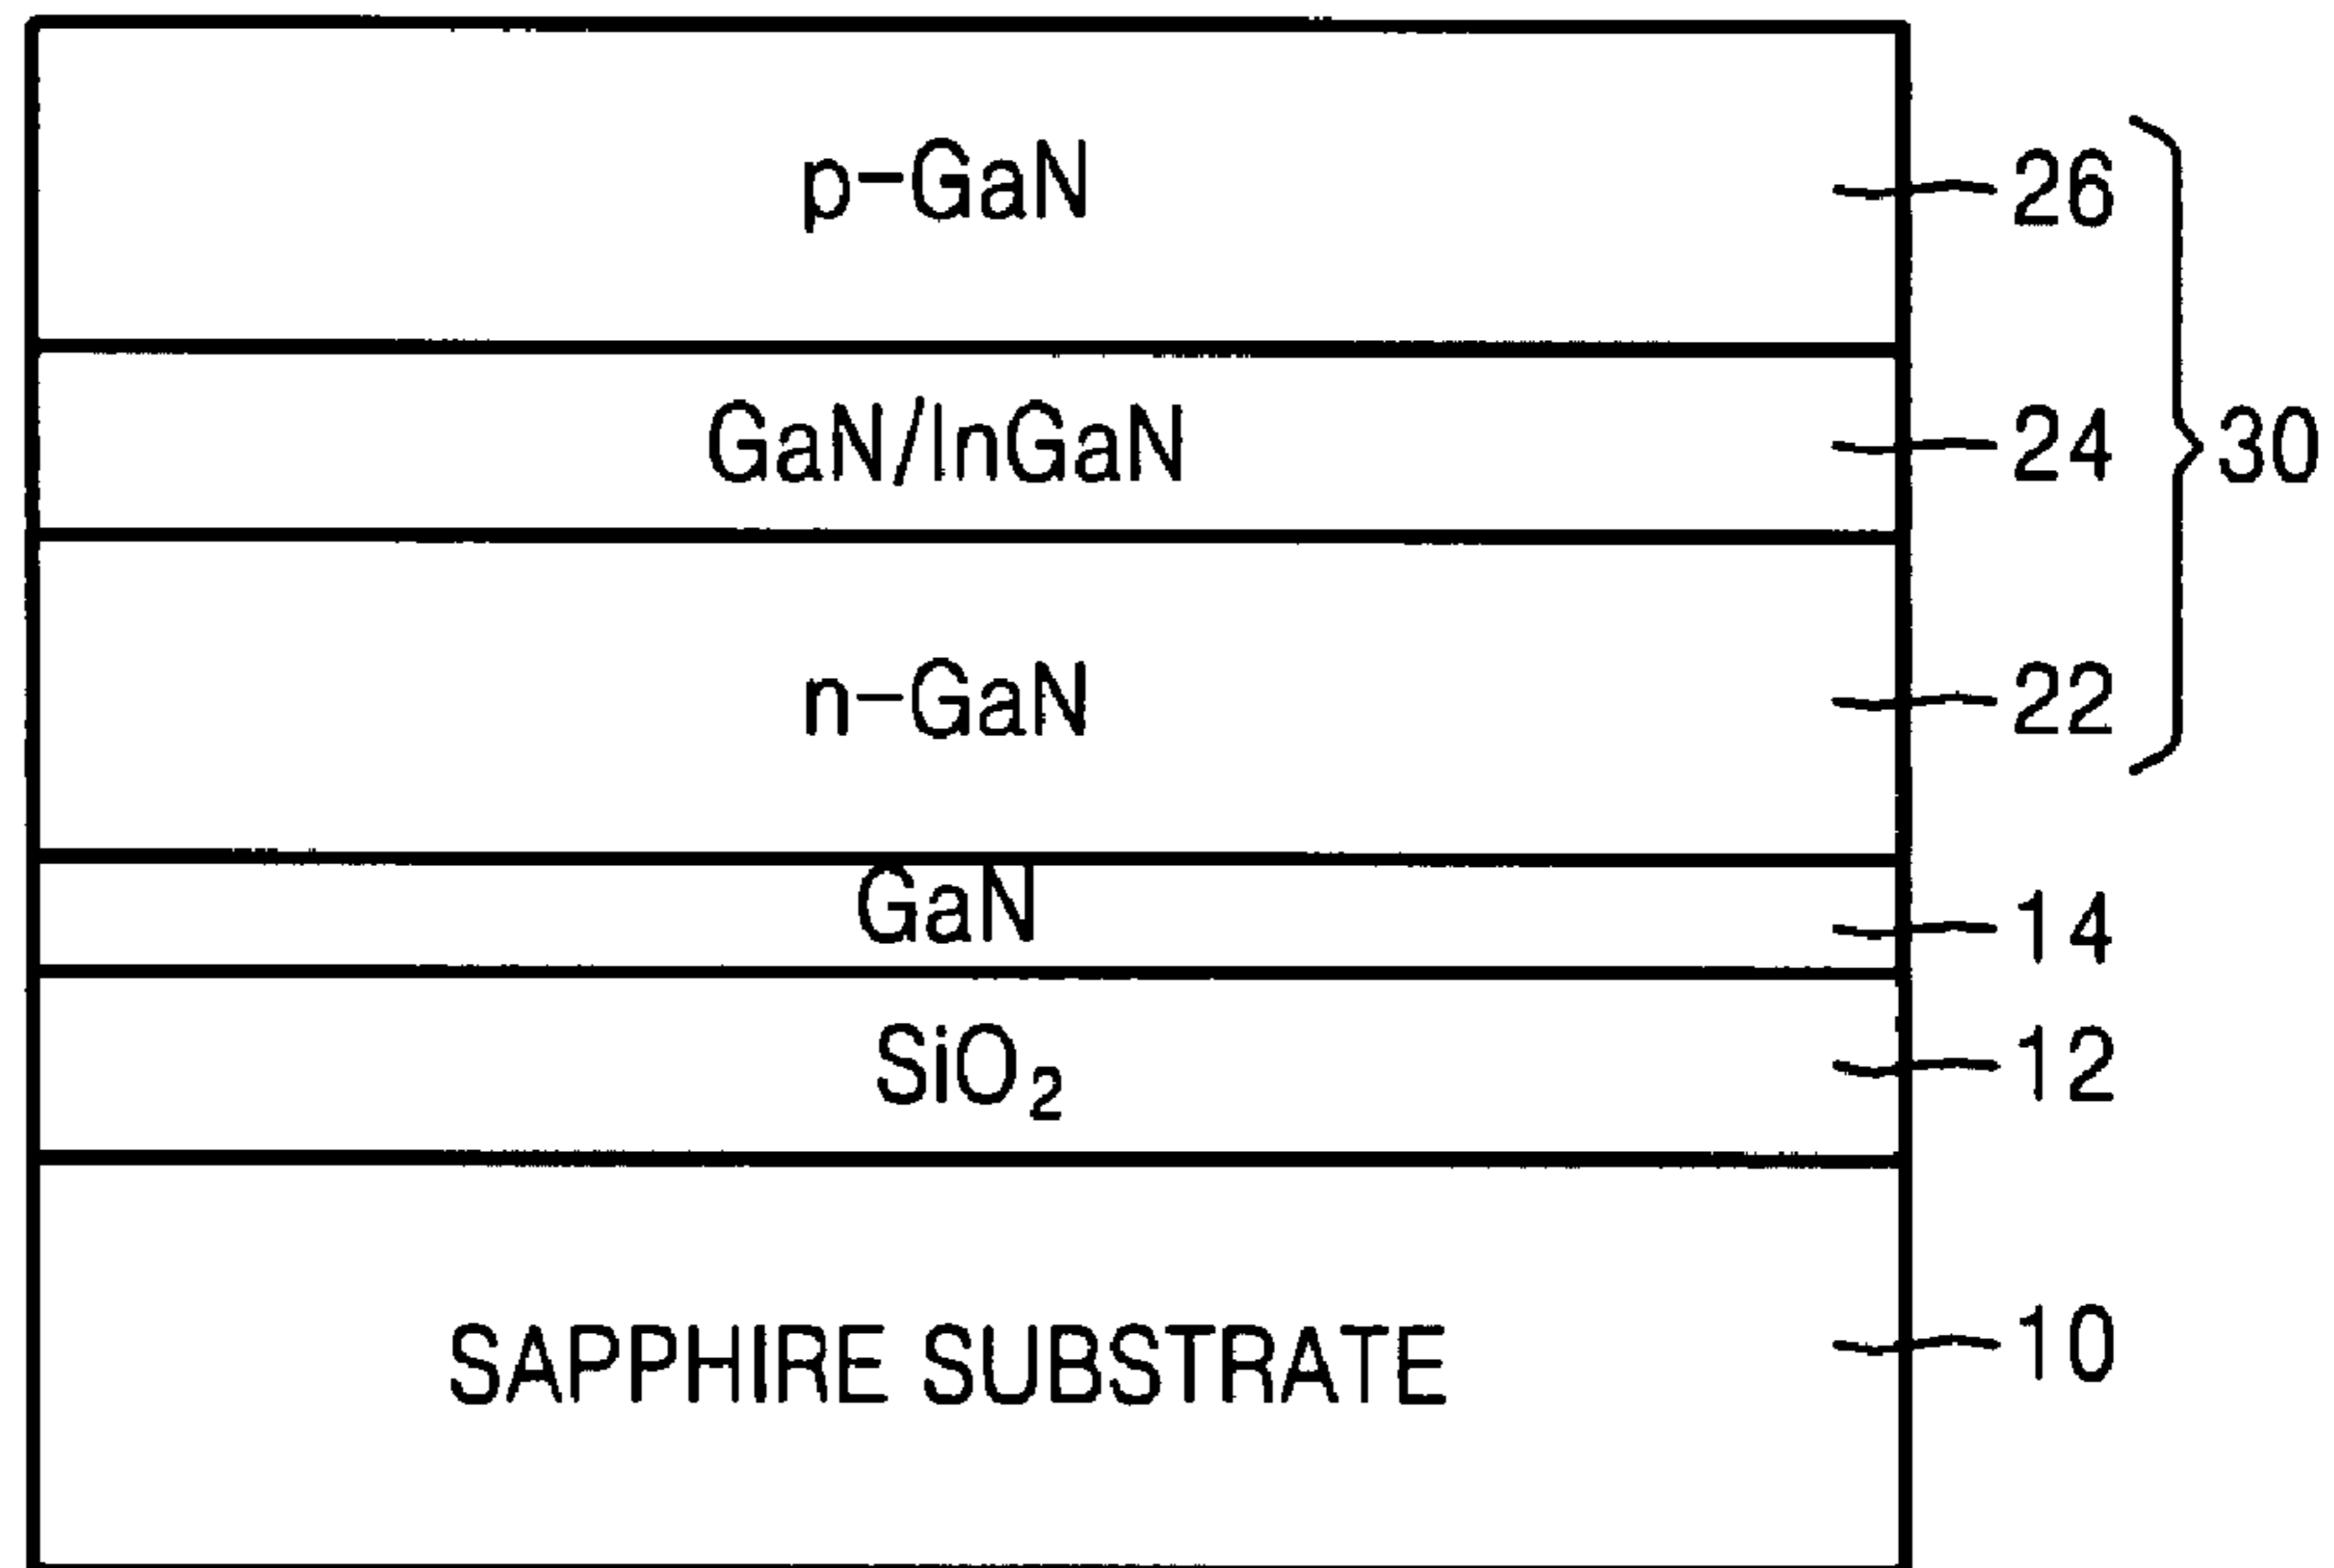 p-GaN 26
GaN/InGaN 24 30
n-GaN 22
GaN 14
SiO₂ 12
SAPPHIRE SUBSTRATE 10